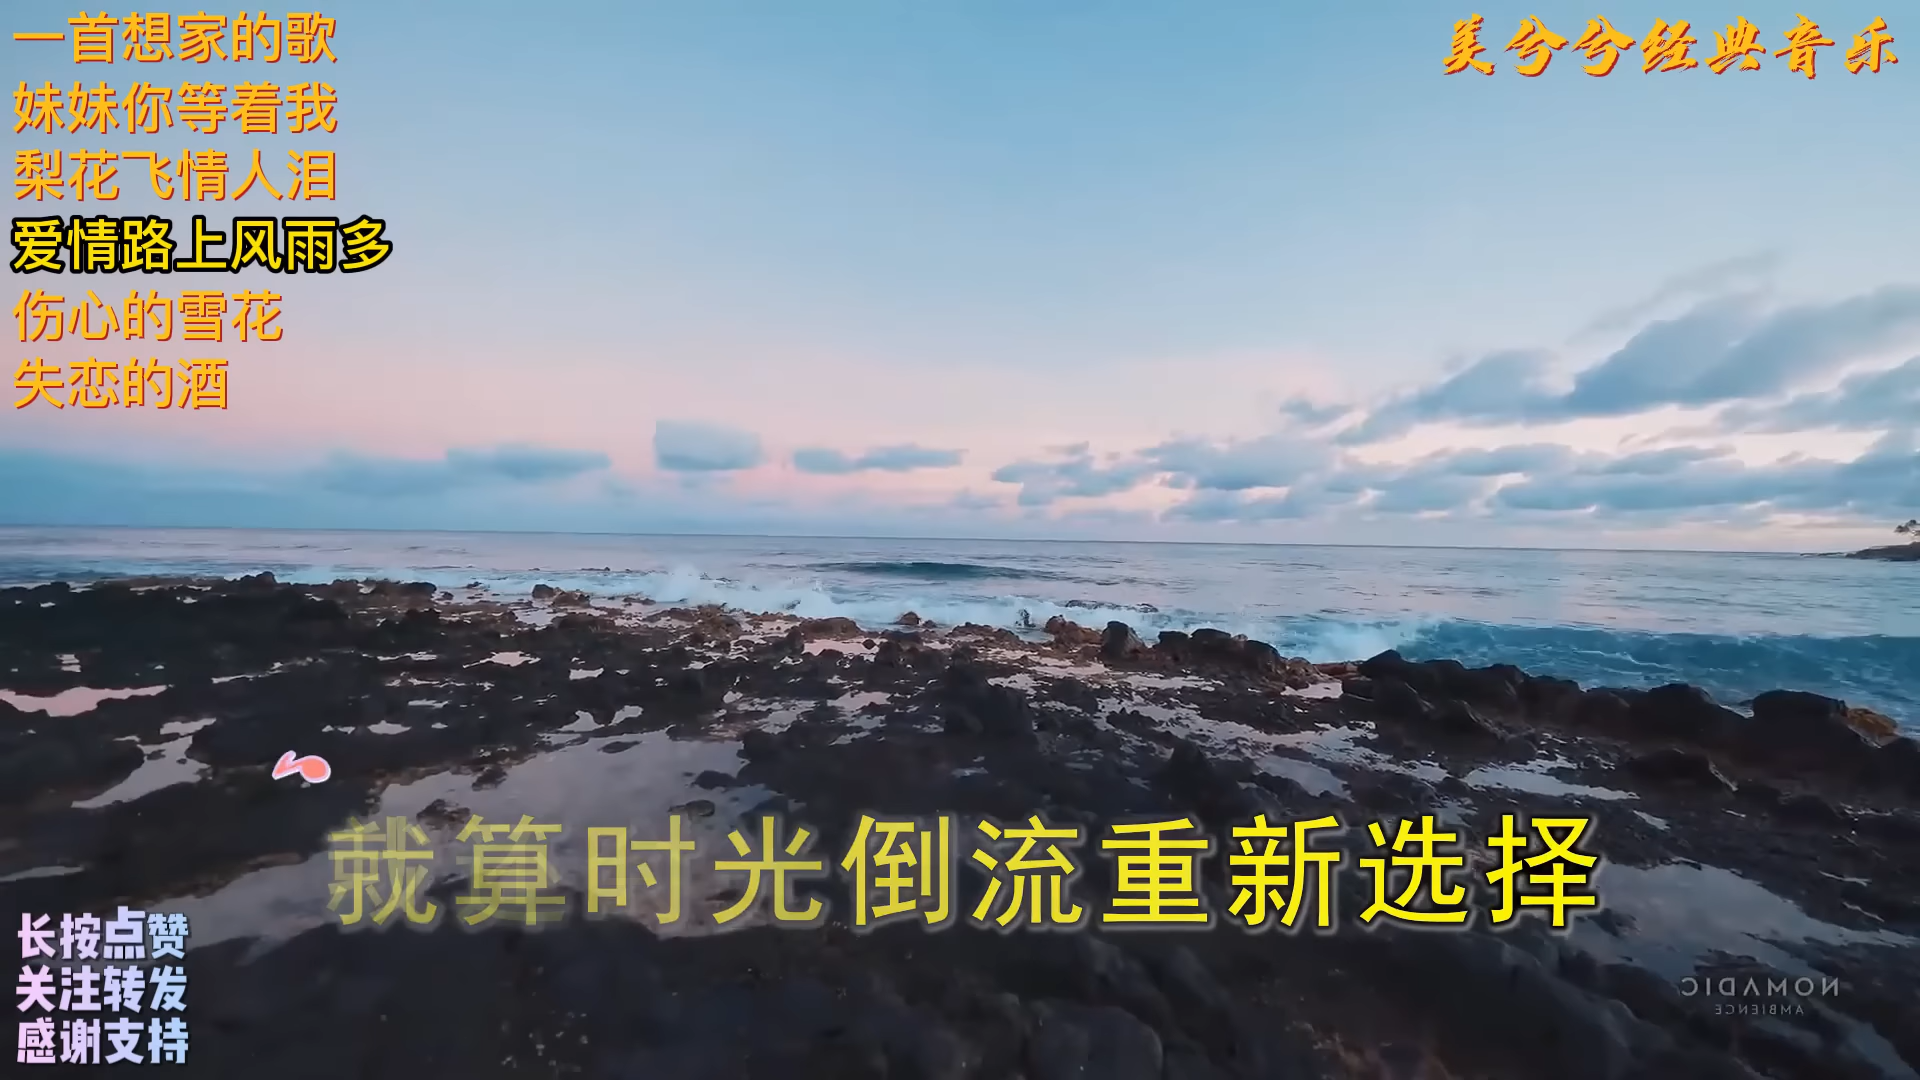 一首想家的歌
妹妹你等着我
梨花飞情人泪
爱情路上风雨多
伤心的雪花
失恋的酒
美兮兮经典音乐
就算时光倒流重新选择
长按点赞
关注转发
感谢支持
NOMADIC
AMBIENCE